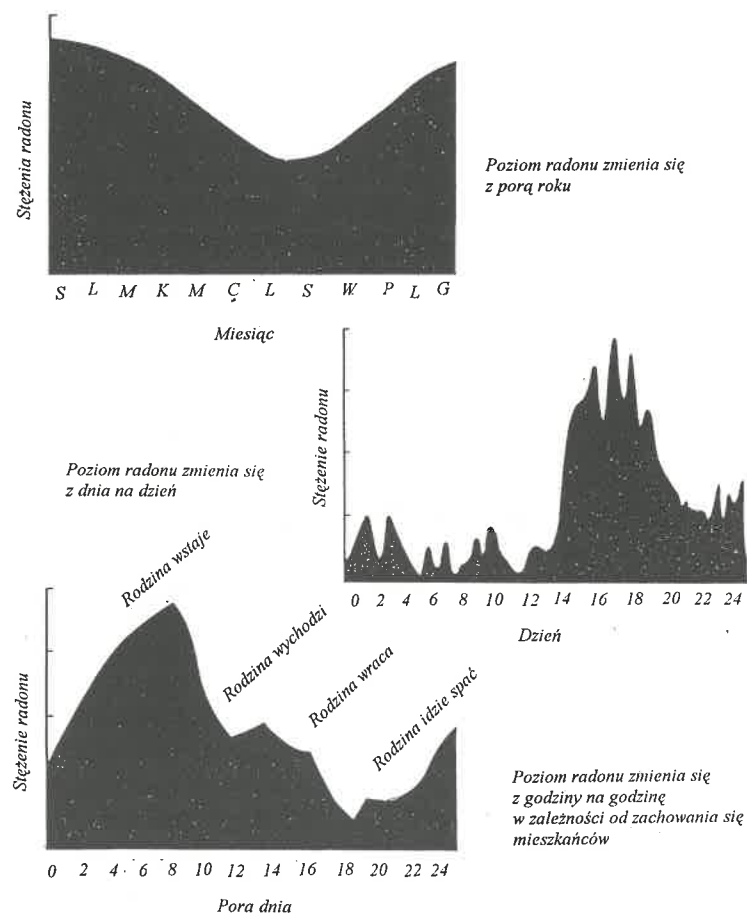 Stężenia radonu
Poziom radonu zmienia się
z porą roku
S L M K M C L S W P L G
Miesiąc
Stężenie radonu
Poziom radonu zmienia się
z dnia na dzień
0 2 4 6 8 10 12 14 16 18 20 22 24
Dzień
Rodzina wstaje
Rodzina wychodzi
Rodzina wraca
Rodzina idzie spać
Stężenie radonu
Poziom radonu zmienia się
z godziny na godzinę
w zależności od zachowania się
mieszkańców
0 2 4 6 8 10 12 14 16 18 20 24
Pora dnia